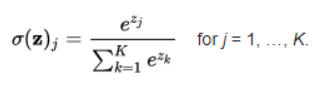 σ(z)_j = e^{z_j} / ∑_{k=1}^{K} e^{z_k}   for j = 1, ..., K.